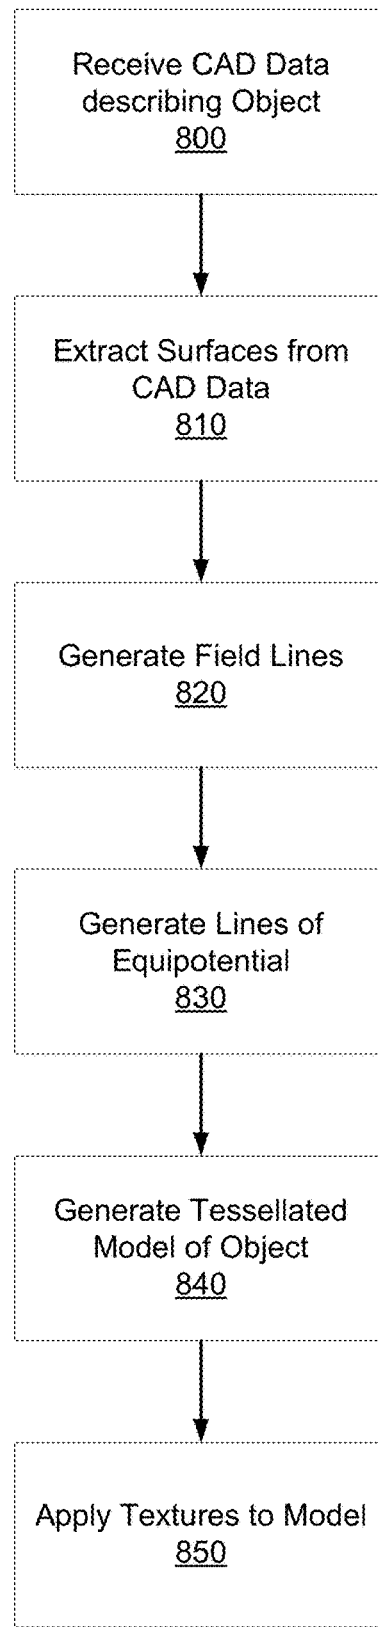 Receive CAD Data
describing Object
800
Extract Surfaces from
CAD Data
810
Generate Field Lines
820
Generate Lines of
Equipotential
830
Generate Tessellated
Model of Object
840
Apply Textures to Model
850